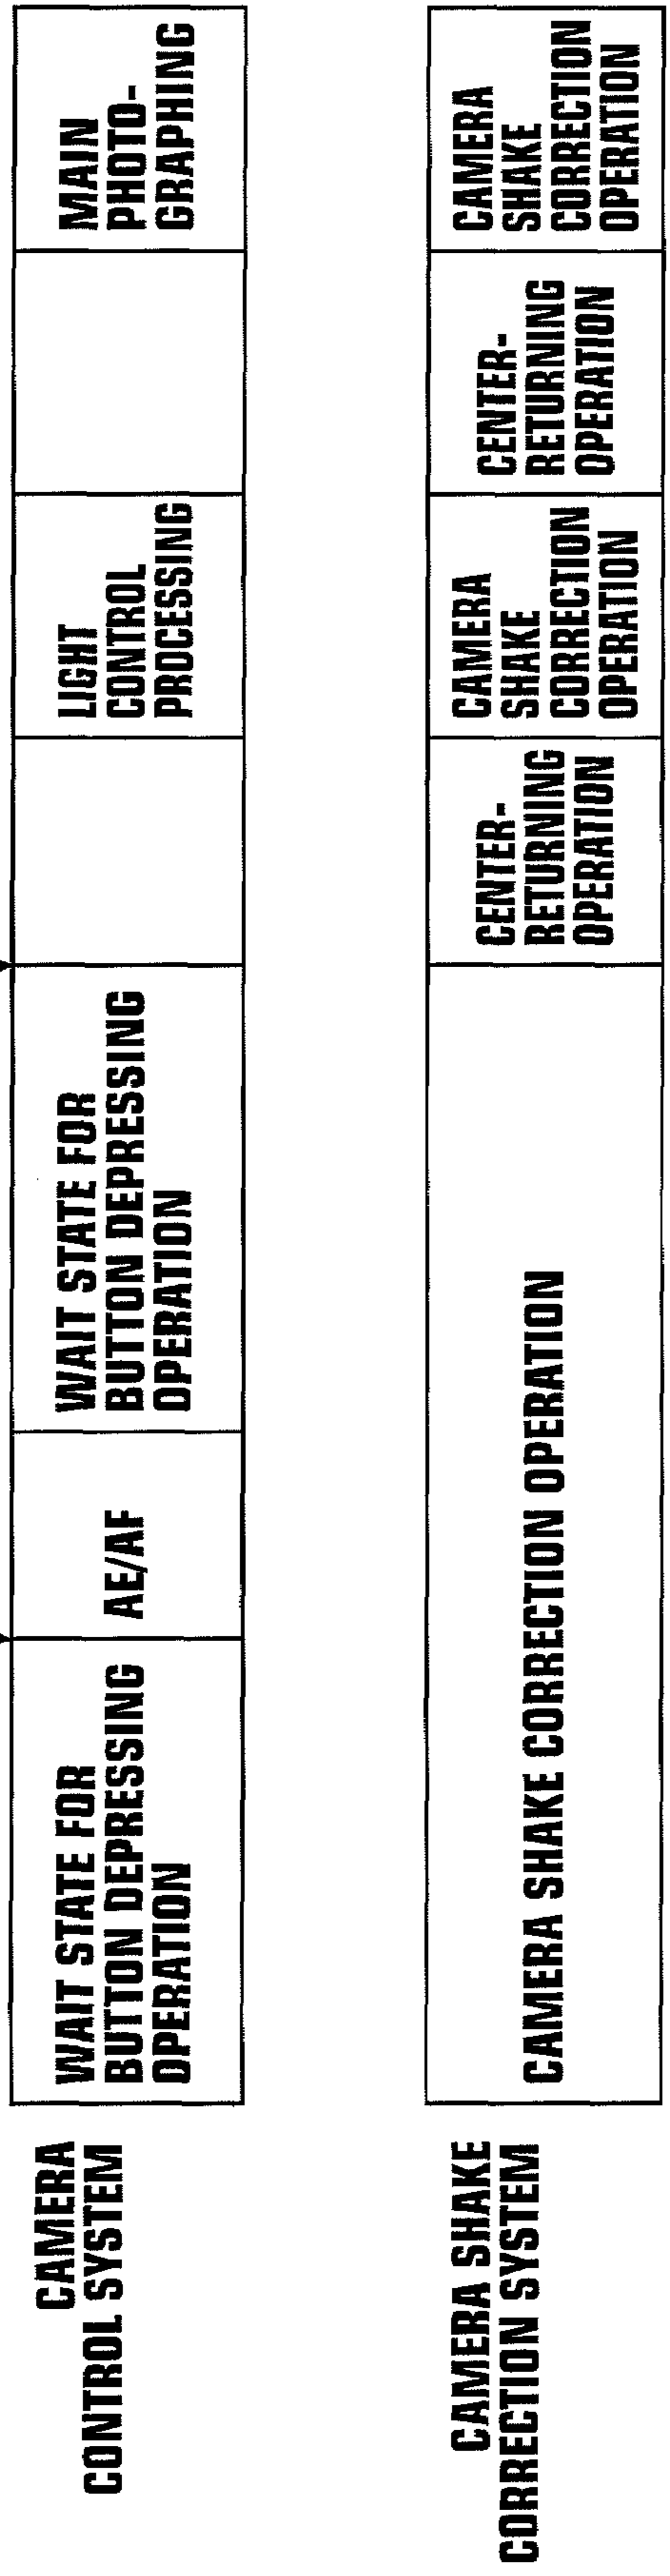 CAMERA
CONTROL SYSTEM
WAIT STATE FOR
BUTTON DEPRESSING
OPERATION
AE/AF
WAIT STATE FOR
BUTTON DEPRESSING
OPERATION
LIGHT
CONTROL
PROCESSING
MAIN
PHOTO-
GRAPHING
CAMERA SHAKE
CORRECTION SYSTEM
CAMERA SHAKE CORRECTION OPERATION
CENTER-
RETURNING
OPERATION
CAMERA
SHAKE
CORRECTION
OPERATION
CENTER-
RETURNING
OPERATION
CAMERA
SHAKE
CORRECTION
OPERATION